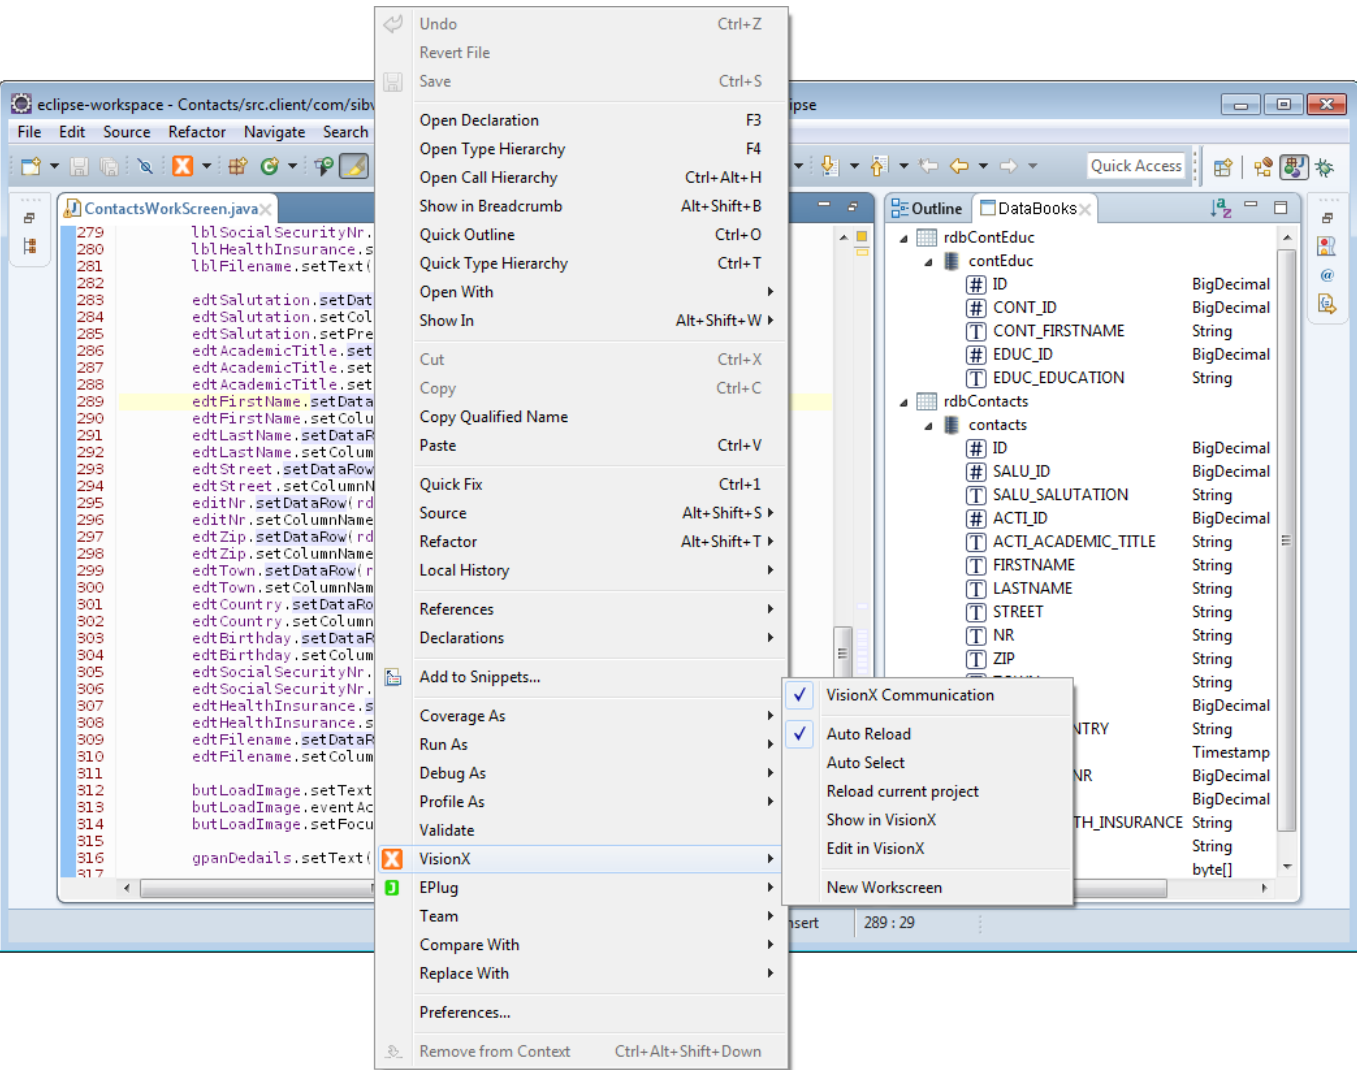 eclipse-workspace - Contacts/src.client/com/sibv
ipse
File Edit Source Refactor Navigate Search
Quick Access
ContactsWorkScreen.java
279 lblSocialSecurityNr.
280 lblHealthInsurance.s
281 lblFilename.setText(
282
283 edtSalutation.setDat
284 edtSalutation.setCol
285 edtSalutation.setPre
286 edtAcademicTitle.set
287 edtAcademicTitle.set
288 edtAcademicTitle.set
289 edtFirstName.setData
290 edtFirstName.setColu
291 edtLastName.setDataR
292 edtLastName.setColum
293 edtStreet.setDataRow
294 edtStreet.setColumnN
295 editNr.setDataRow(rd
296 editNr.setColumnName
297 edtZip.setDataRow(rd
298 edtZip.setColumnName
299 edtTown.setDataRow(r
300 edtTown.setColumnNam
301 edtCountry.setDataRo
302 edtCountry.setColumn
303 edtBirthday.setDataR
304 edtBirthday.setColum
305 edtSocialSecurityNr.
306 edtSocialSecurityNr.
307 edtHealthInsurance.s
308 edtHealthInsurance.s
309 edtFilename.setDataR
310 edtFilename.setColum
311
312 butLoadImage.setText
313 butLoadImage.eventAc
314 butLoadImage.setFocu
315
316 gpanDedails.setText(
317
Undo Ctrl+Z
Revert File
Save Ctrl+S
Open Declaration F3
Open Type Hierarchy F4
Open Call Hierarchy Ctrl+Alt+H
Show in Breadcrumb Alt+Shift+B
Quick Outline Ctrl+O
Quick Type Hierarchy Ctrl+T
Open With
Show In Alt+Shift+W
Cut Ctrl+X
Copy Ctrl+C
Copy Qualified Name
Paste Ctrl+V
Quick Fix Ctrl+1
Source Alt+Shift+S
Refactor Alt+Shift+T
Local History
References
Declarations
Add to Snippets...
Coverage As
Run As
Debug As
Profile As
Validate
VisionX
EPlug
Team
Compare With
Replace With
Preferences...
Remove from Context Ctrl+Alt+Shift+Down
VisionX Communication
Auto Reload
Auto Select
Reload current project
Show in VisionX
Edit in VisionX
New Workscreen
Outline DataBooks
rdbContEduc
contEduc
ID BigDecimal
CONT_ID BigDecimal
CONT_FIRSTNAME String
EDUC_ID BigDecimal
EDUC_EDUCATION String
rdbContacts
contacts
ID BigDecimal
SALU_ID BigDecimal
SALU_SALUTATION String
ACTI_ID BigDecimal
ACTI_ACADEMIC_TITLE String
FIRSTNAME String
LASTNAME String
STREET String
NR String
ZIP String
String
BigDecimal
NTRY String
Timestamp
NR BigDecimal
BigDecimal
TH_INSURANCE String
String
byte[]
nsert 289 : 29